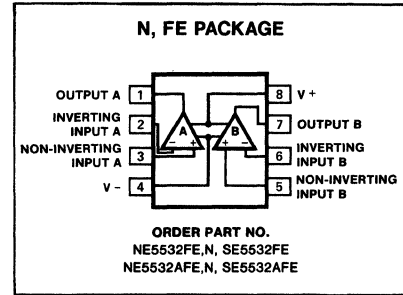 N, FE PACKAGE
OUTPUT A 1
8 V +
INVERTING
INPUT A 2
7 OUTPUT B
NON-INVERTING
INPUT A 3
6 INVERTING
INPUT B
V - 4
5 NON-INVERTING
INPUT B
A
B
- +
+ -
ORDER PART NO.
NE5532FE,N, SE5532FE
NE5532AFE,N, SE5532AFE